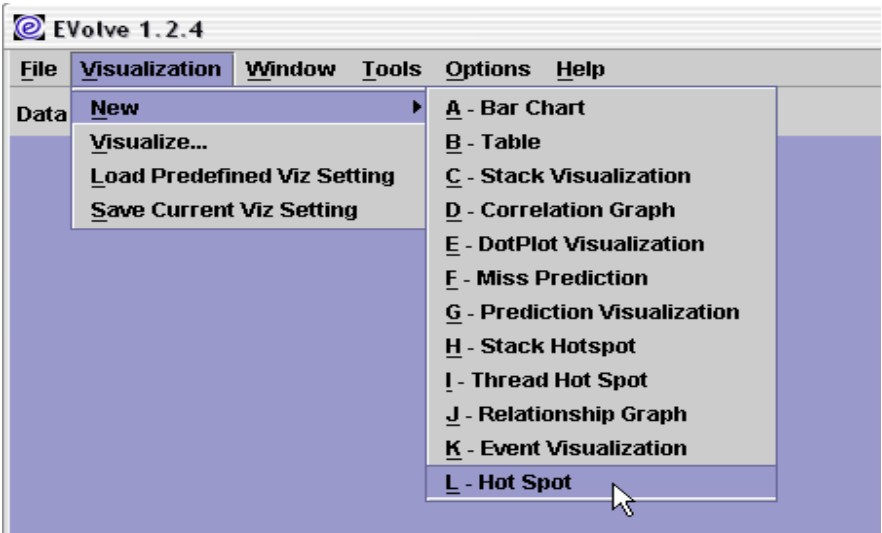 EVolve 1.2.4
File Visualization Window Tools Options Help
Data
New
Visualize...
Load Predefined Viz Setting
Save Current Viz Setting
A - Bar Chart
B - Table
C - Stack Visualization
D - Correlation Graph
E - DotPlot Visualization
F - Miss Prediction
G - Prediction Visualization
H - Stack Hotspot
I - Thread Hot Spot
J - Relationship Graph
K - Event Visualization
L - Hot Spot